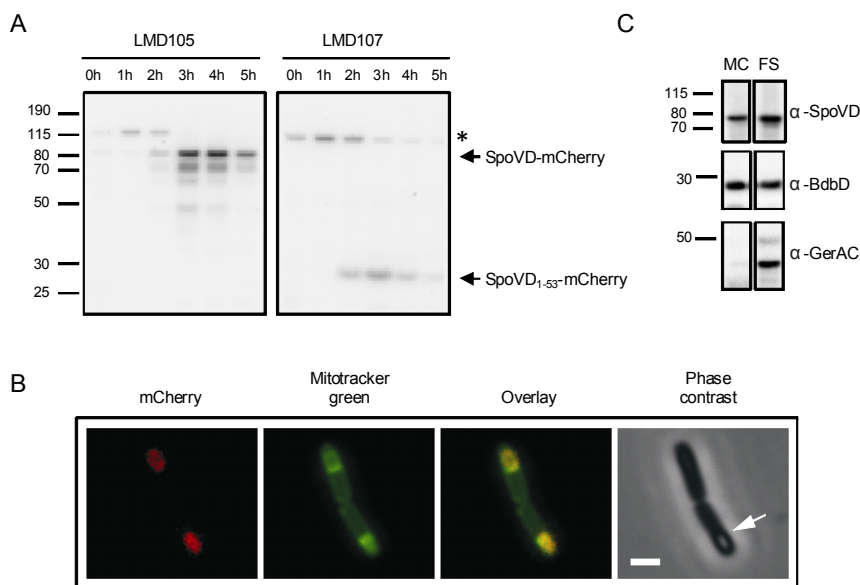 A
LMD105
LMD107
0h 1h 2h 3h 4h 5h
0h 1h 2h 3h 4h 5h
190
115
80
70
50
30
25
*
SpoVD-mCherry
SpoVD1-53-mCherry
C
MC FS
115
80
70
α-SpoVD
30
α-BdbD
50
α-GerAC
B
mCherry
Mitotracker
green
Overlay
Phase
contrast